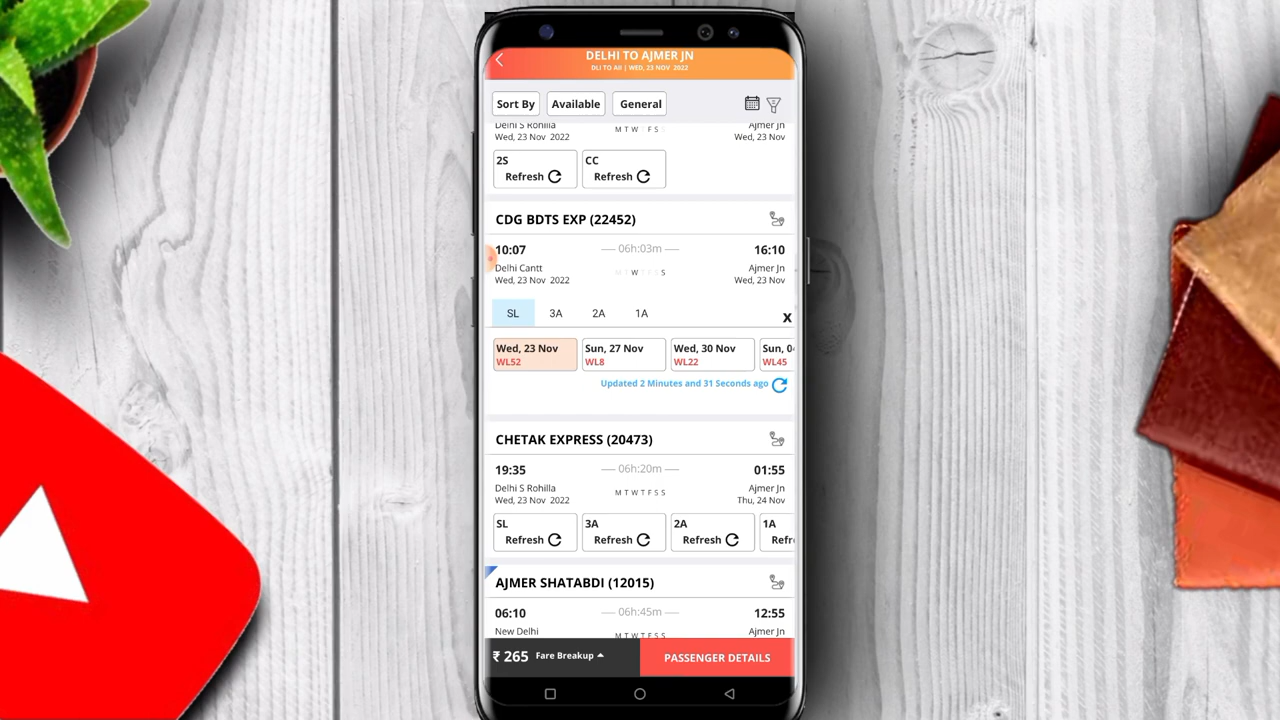 DELHI TO AJMER JN
DLI TO AII | WED, 23 NOV 2022
Sort By Available General
Delhi S Rohilla M T W T F S S Ajmer Jn
Wed, 23 Nov 2022 Wed, 23 Nov
2S CC
Refresh Refresh
CDG BDTS EXP (22452)
10:07 06h:03m 16:10
Delhi Cantt M T W T F S S Ajmer Jn
Wed, 23 Nov 2022 Wed, 23 Nov
SL 3A 2A 1A X
Wed, 23 Nov Sun, 27 Nov Wed, 30 Nov Sun, 0
WL52 WL8 WL22 WL45
Updated 2 Minutes and 31 Seconds ago
CHETAK EXPRESS (20473)
19:35 06h:20m 01:55
Delhi S Rohilla M T W T F S S Ajmer Jn
Wed, 23 Nov 2022 Thu, 24 Nov
SL 3A 2A 1A
Refresh Refresh Refresh Refr
AJMER SHATABDI (12015)
06:10 06h:45m 12:55
New Delhi M T W T F S S Ajmer Jn
₹ 265 Fare Breakup PASSENGER DETAILS